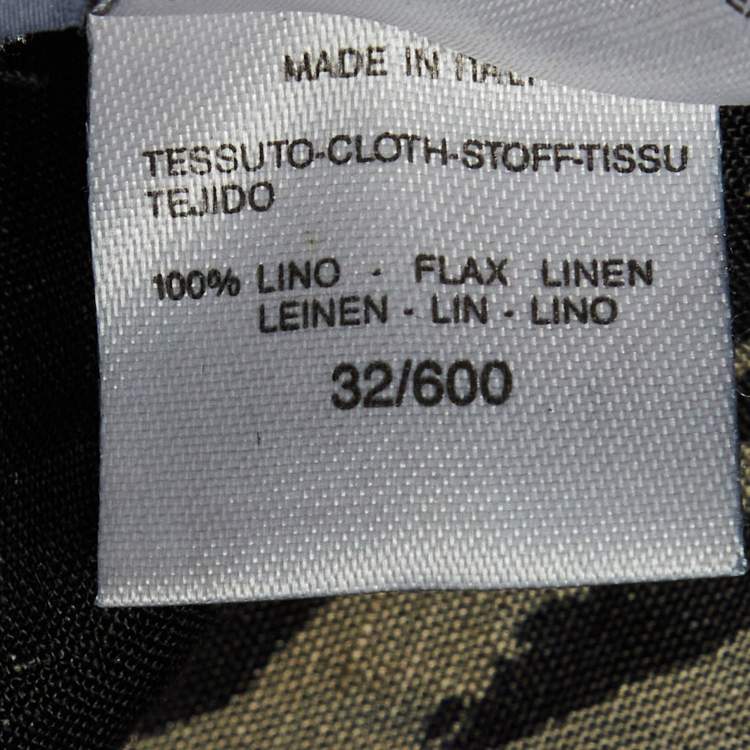 MADE IN ITALY
TESSUTO-CLOTH-STOFF-TISSU
TEJIDO
100% LINO - FLAX LINEN
LEINEN - LIN - LINO
32/600